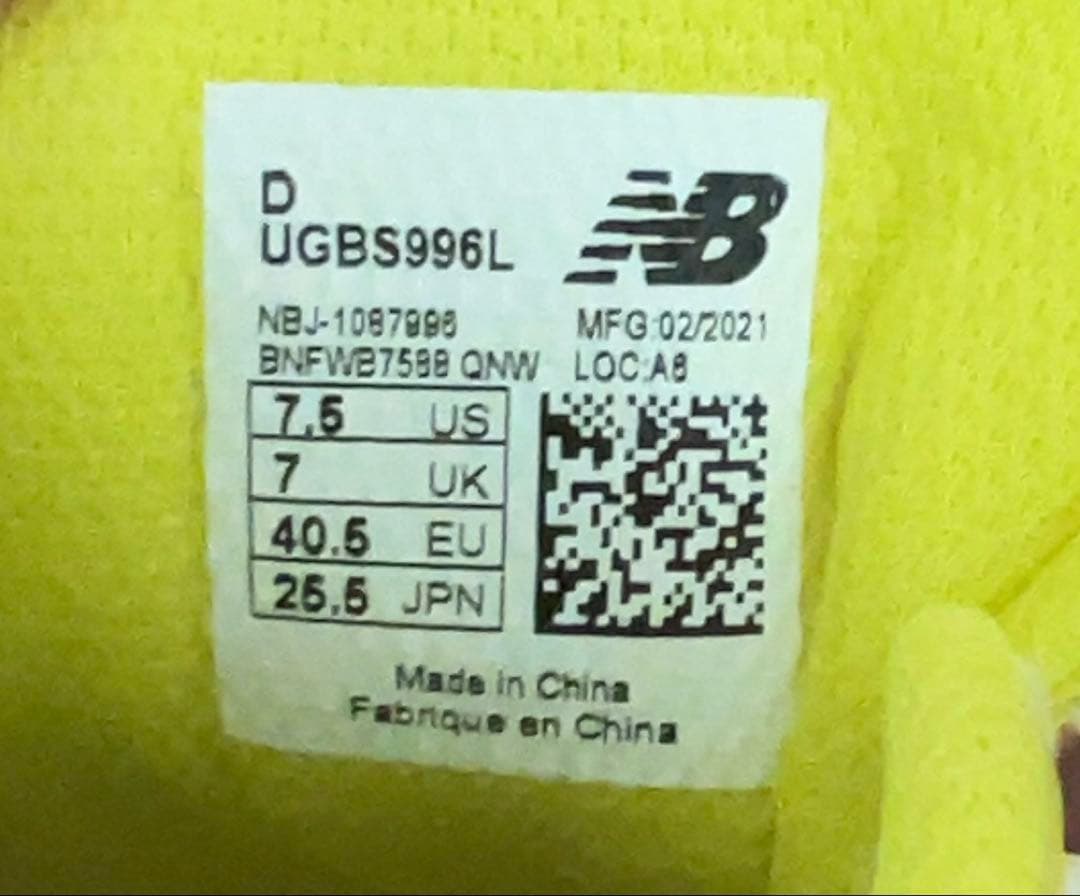 D
UGBS996L
NB
NBJ-1087996
MFG:02/2021
BNFWB7588 QNW
LOC:A8
7.5 US
7 UK
40.5 EU
25.5 JPN
Made in China
Fabrique en China